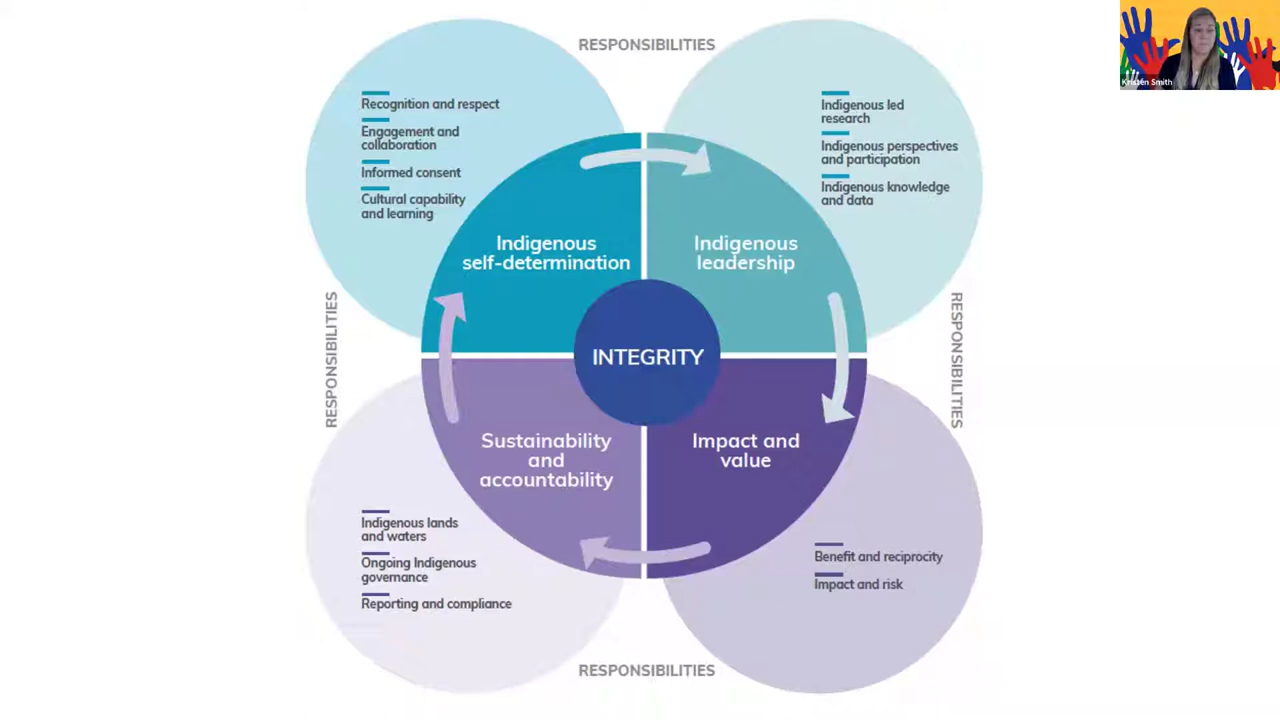 RESPONSIBILITIES
Kristen Smith
Recognition and respect
Engagement and
collaboration
Informed consent
Cultural capability
and learning
Indigenous led
research
Indigenous perspectives
and participation
Indigenous knowledge
and data
Indigenous
self-determination
Indigenous
leadership
RESPONSIBILITIES
INTEGRITY
RESPONSIBILITIES
Sustainability
and
accountability
Impact and
value
Indigenous lands
and waters
Ongoing Indigenous
governance
Reporting and compliance
Benefit and reciprocity
Impact and risk
RESPONSIBILITIES